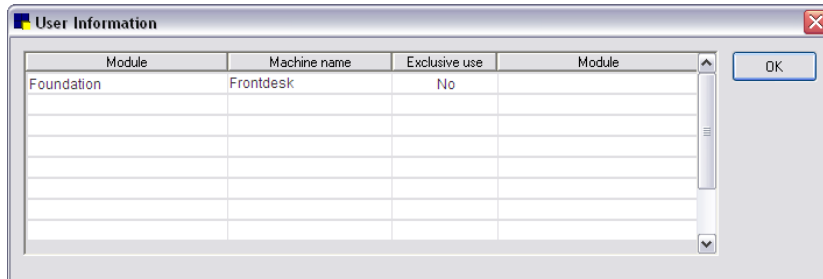 User Information
Module Machine name Exclusive use Module
OK
Foundation Frontdesk No